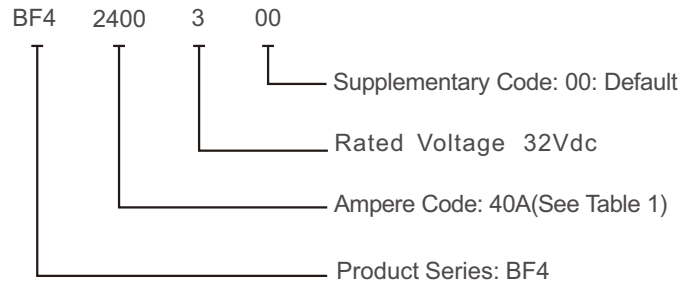 BF4 2400 3 00
Supplementary Code: 00: Default
Rated Voltage 32Vdc
Ampere Code: 40A(See Table 1)
Product Series: BF4